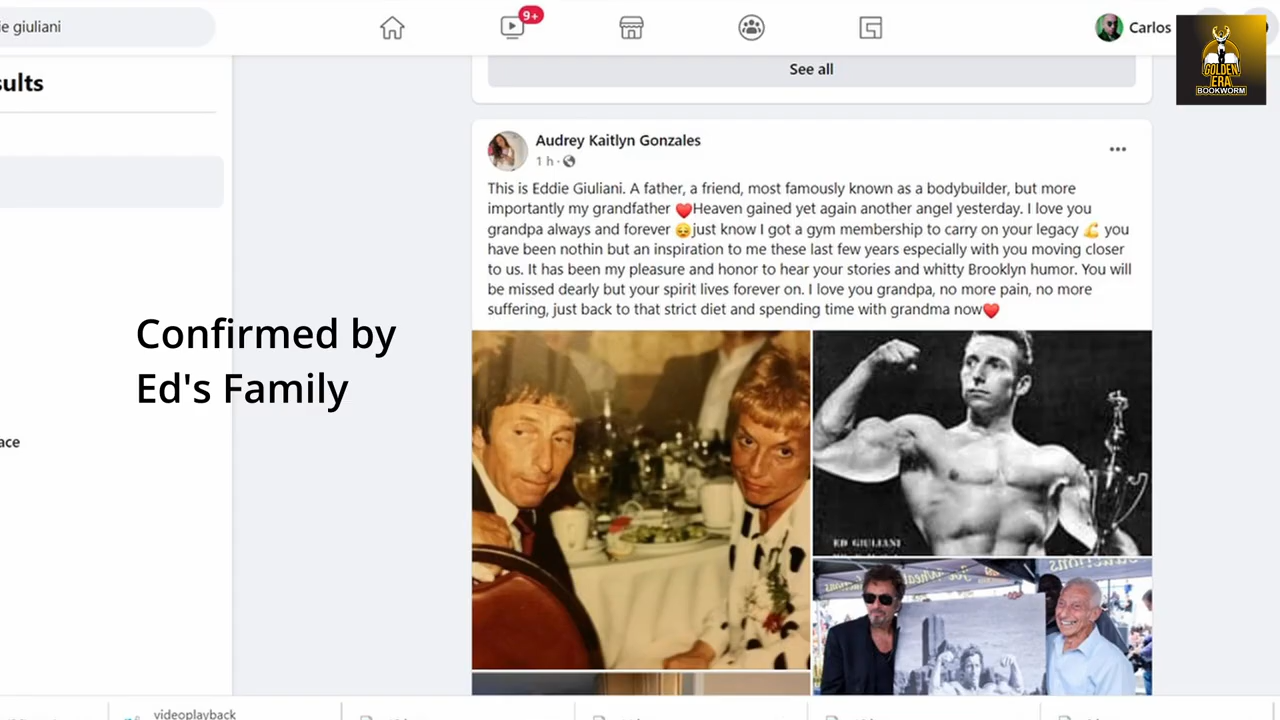 ie giuliani
9+
Carlos
GOLDEN
ERA
BOOKWORM
sults
See all
Audrey Kaitlyn Gonzales
1 h ·
This is Eddie Giuliani. A father, a friend, most famously known as a bodybuilder, but more
importantly my grandfather ❤️Heaven gained yet again another angel yesterday. I love you
grandpa always and forever 😔just know I got a gym membership to carry on your legacy 💪 you
have been nothin but an inspiration to me these last few years especially with you moving closer
to us. It has been my pleasure and honor to hear your stories and whitty Brooklyn humor. You will
be missed dearly but your spirit lives forever on. I love you grandpa, no more pain, no more
suffering, just back to that strict diet and spending time with grandma now❤️
Confirmed by
Ed's Family
ace
ED GIULIANI
videoplayback